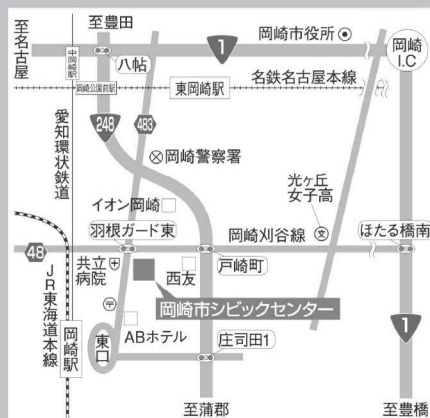 至豊田
至名古屋
1
岡崎市役所
岡崎
I.C
中岡崎駅
八帖
名鉄名古屋本線
岡崎公園前駅
東岡崎駅
愛知環状鉄道
248
483
岡崎警察署
光ヶ丘
女子高
イオン岡崎
羽根ガード東
岡崎刈谷線
ほたる橋南
48
共立
病院
西友
戸崎町
JR東海道本線
岡崎市シビックセンター
岡崎駅
ABホテル
東口
庄司田1
1
至蒲郡
至豊橋